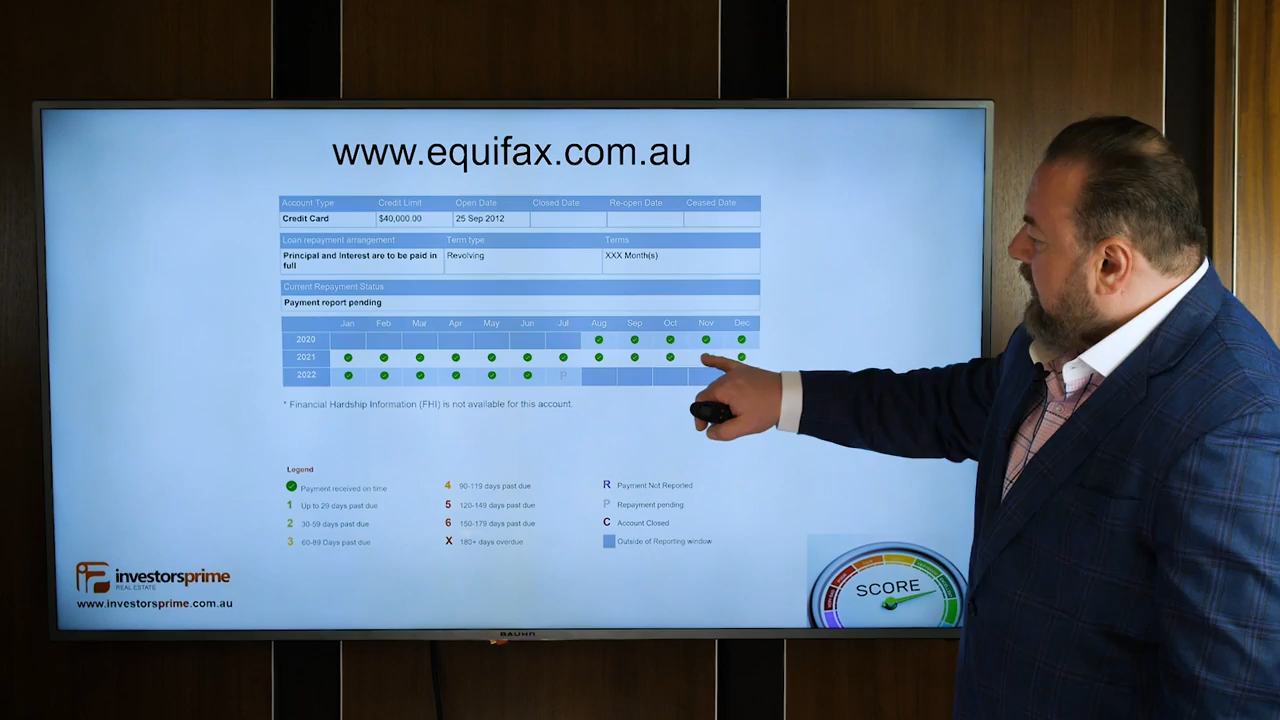 www.equifax.com.au
Account Type Credit Limit Open Date Closed Date Re-open Date Ceased Date
Credit Card $40,000.00 25 Sep 2012
Loan repayment arrangement Term type Terms
Principal and Interest are to be paid in full Revolving XXX Month(s)
Current Repayment Status
Payment report pending
Jan Feb Mar Apr May Jun Jul Aug Sep Oct Nov Dec
2020
2021
2022 P
* Financial Hardship Information (FHI) is not available for this account.
Legend
Payment received on time
1 Up to 29 days past due
2 30-59 days past due
3 60-89 Days past due
4 90-119 days past due
5 120-149 days past due
6 150-179 days past due
X 180+ days overdue
R Payment Not Reported
P Repayment pending
C Account Closed
Outside of Reporting window
investorsprime
REAL ESTATE
www.investorsprime.com.au
SCORE
BAUHN